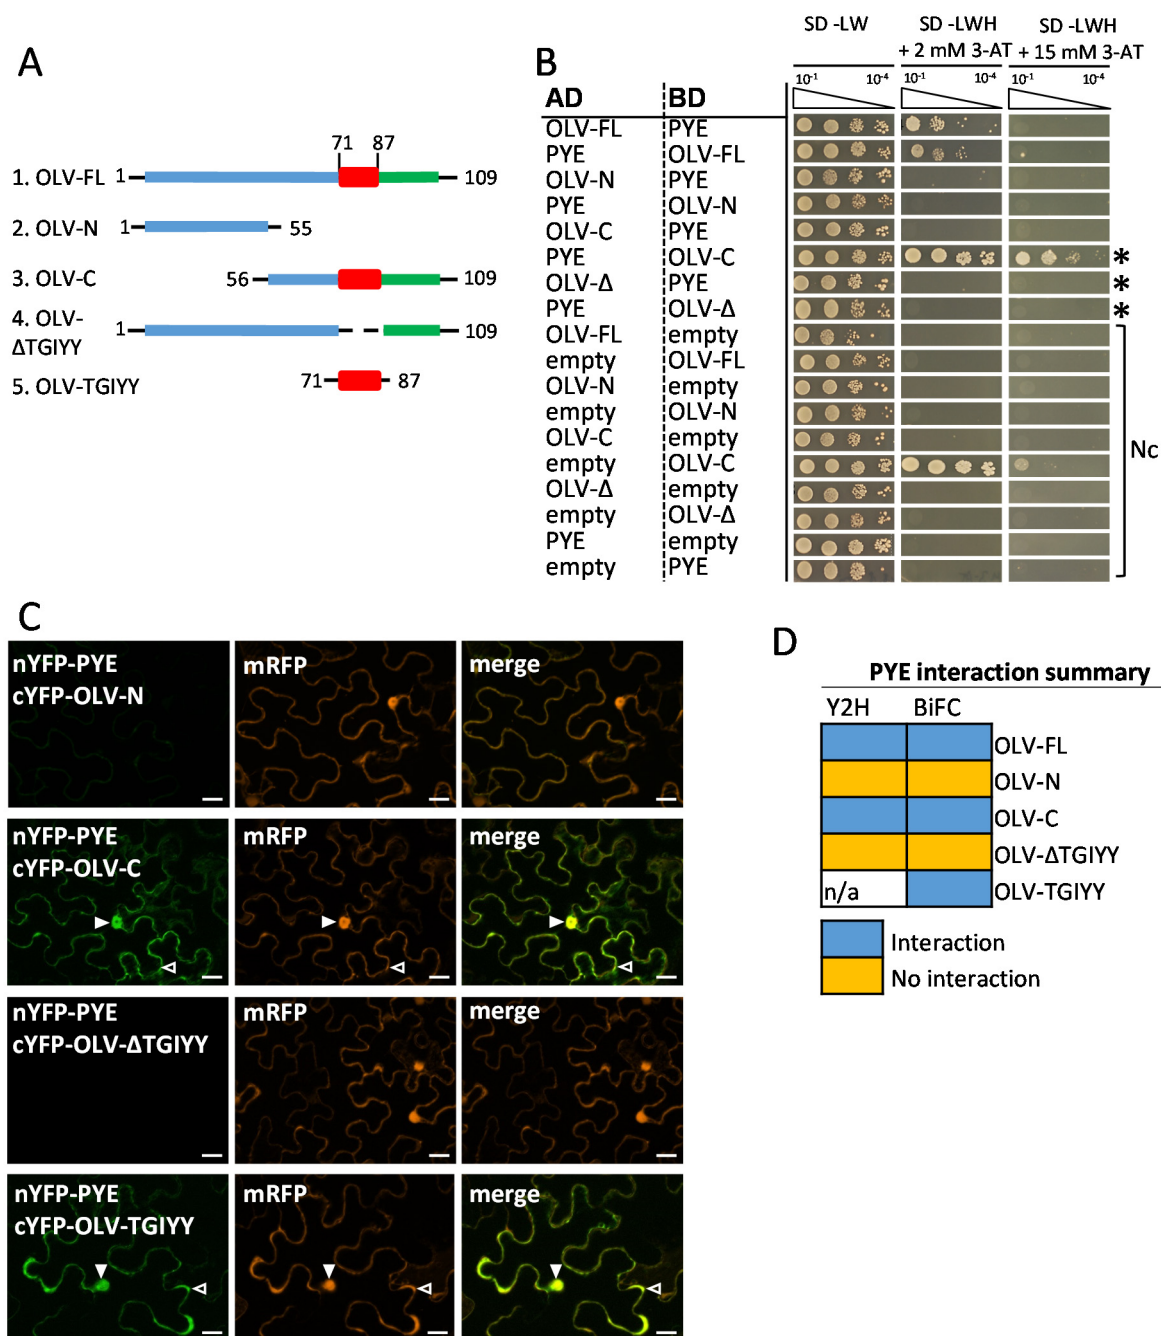 A
71 87
1. OLV-FL 1 109
2. OLV-N 1 55
3. OLV-C 56 109
4. OLV-
ΔTGIYY 1 109
5. OLV-TGIYY 71 87
B
SD -LW SD -LWH SD -LWH
+ 2 mM 3-AT + 15 mM 3-AT
10-1 10-4 10-1 10-4 10-1 10-4
AD BD
OLV-FL PYE
PYE OLV-FL
OLV-N PYE
PYE OLV-N
OLV-C PYE
PYE OLV-C *
OLV-Δ PYE *
PYE OLV-Δ *
OLV-FL empty
empty OLV-FL
OLV-N empty
empty OLV-N
OLV-C empty
empty OLV-C
OLV-Δ empty
empty OLV-Δ
PYE empty
empty PYE
Nc
C
nYFP-PYE mRFP merge
cYFP-OLV-N
nYFP-PYE mRFP merge
cYFP-OLV-C
nYFP-PYE mRFP merge
cYFP-OLV-ΔTGIYY
nYFP-PYE mRFP merge
cYFP-OLV-TGIYY
D
PYE interaction summary
Y2H BiFC
OLV-FL
OLV-N
OLV-C
OLV-ΔTGIYY
n/a OLV-TGIYY
Interaction
No interaction